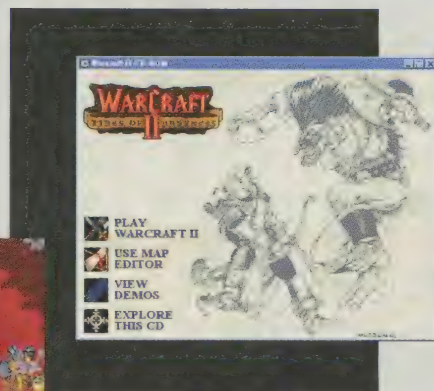 WARCRAFT
II
TIDES OF DARKNESS
PLAY
WARCRAFT II
USE MAP
EDITOR
VIEW
DEMOS
EXPLORE
THIS CD